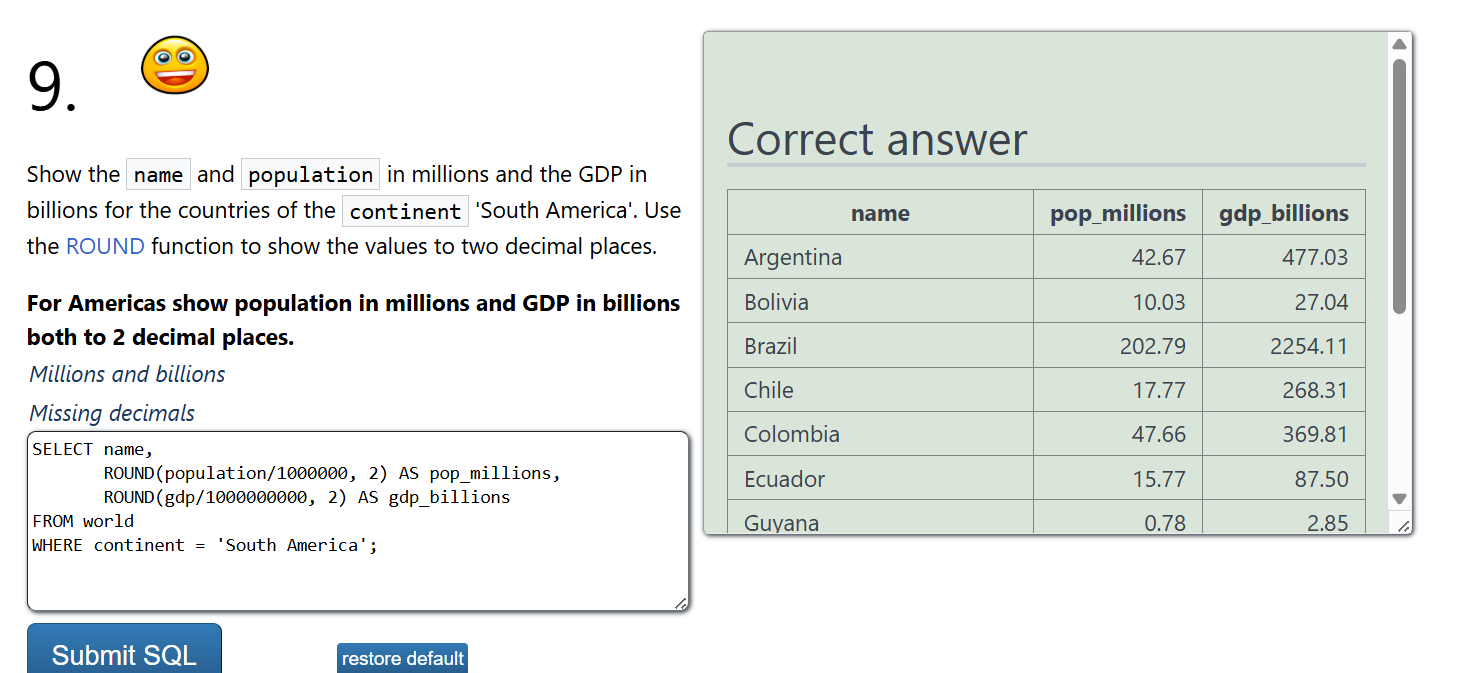 9.
Show the name and population in millions and the GDP in
billions for the countries of the continent 'South America'. Use
the ROUND function to show the values to two decimal places.
For Americas show population in millions and GDP in billions
both to 2 decimal places.
Millions and billions
Missing decimals
SELECT name,
       ROUND(population/1000000, 2) AS pop_millions,
       ROUND(gdp/1000000000, 2) AS gdp_billions
FROM world
WHERE continent = 'South America';
Submit SQL
restore default
Correct answer
name pop_millions gdp_billions
Argentina 42.67 477.03
Bolivia 10.03 27.04
Brazil 202.79 2254.11
Chile 17.77 268.31
Colombia 47.66 369.81
Ecuador 15.77 87.50
Guyana 0.78 2.85